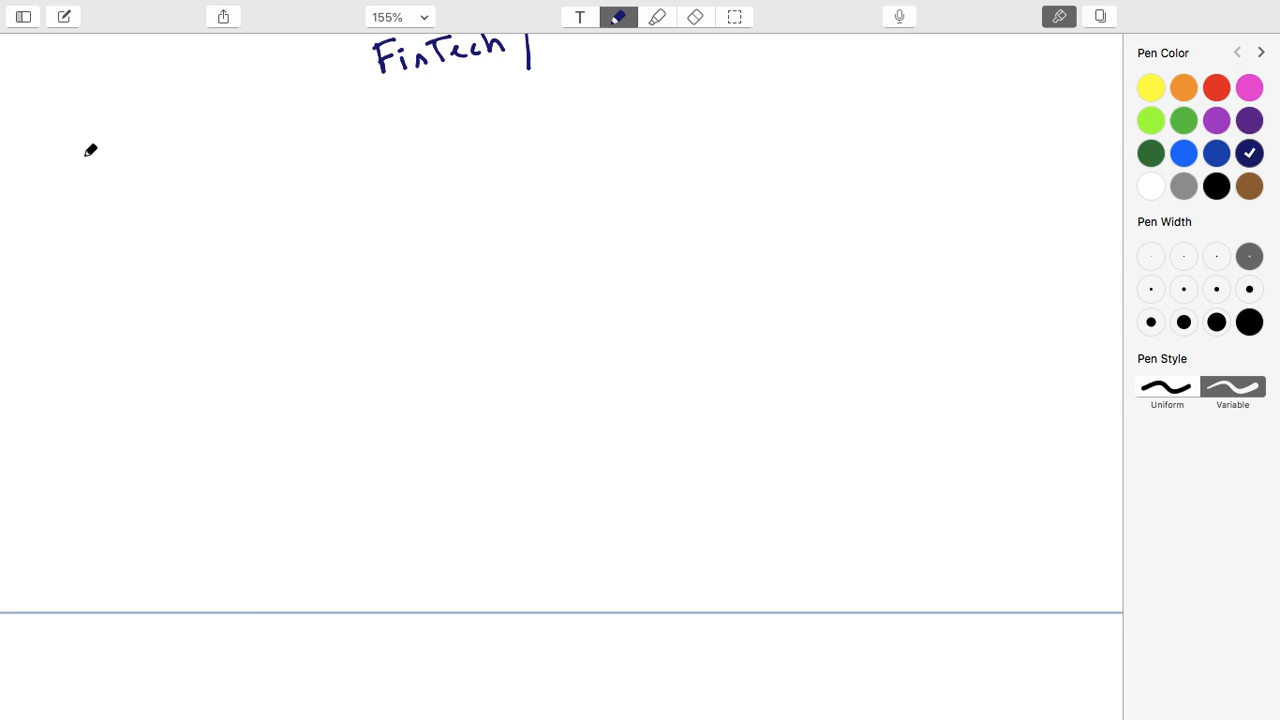 155%
T
FinTech |
Pen Color
Pen Width
Pen Style
Uniform Variable